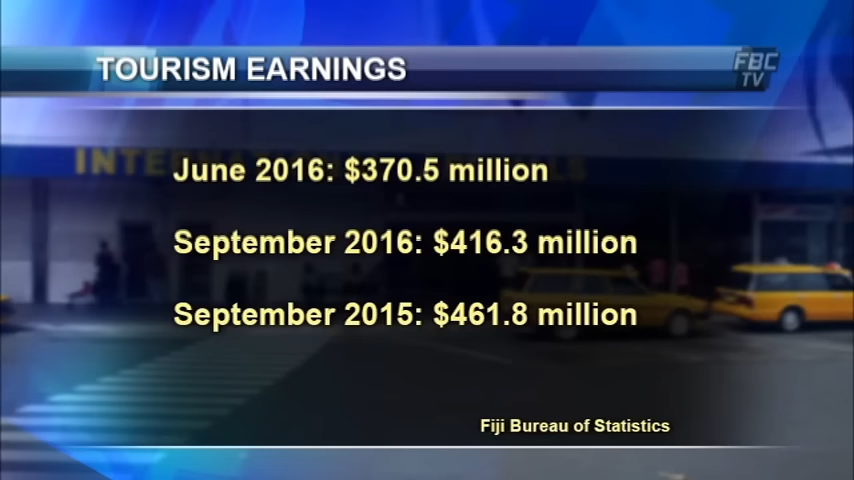 TOURISM EARNINGS
FBC
TV
June 2016: $370.5 million
September 2016: $416.3 million
September 2015: $461.8 million
Fiji Bureau of Statistics